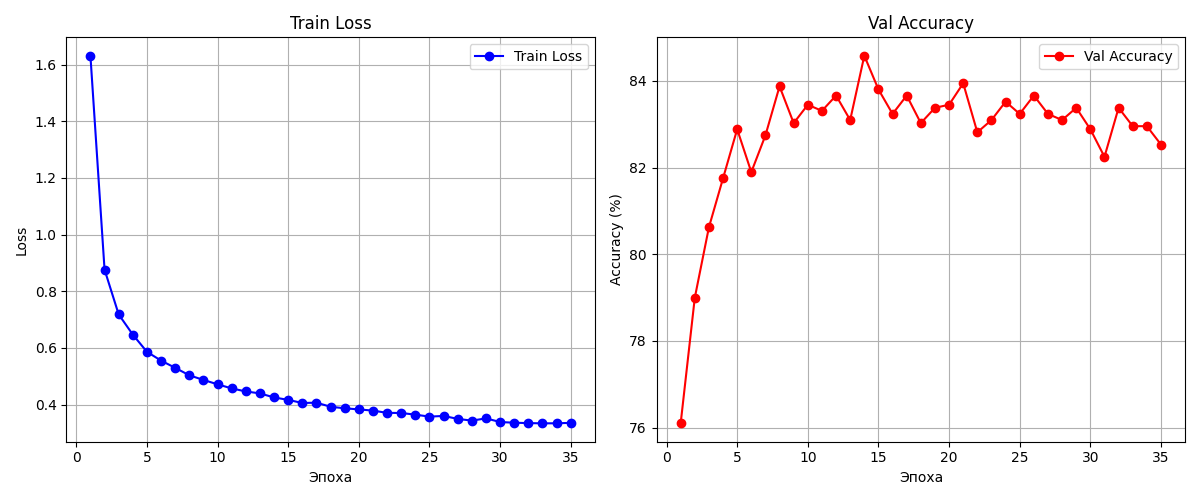 Train Loss
Train Loss
1.6
1.4
1.2
1.0
0.8
0.6
0.4
Loss
0 5 10 15 20 25 30 35
Эпоха
Val Accuracy
Val Accuracy
84
82
80
78
76
Accuracy (%)
0 5 10 15 20 25 30 35
Эпоха